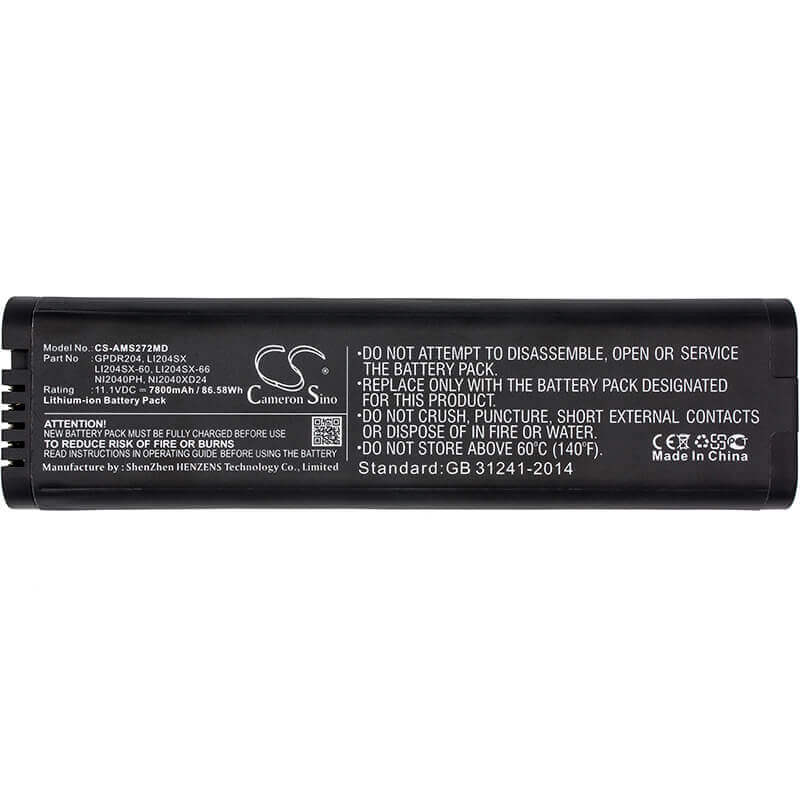 Model No.: CS-AMS272MD
Part No : GPDR204, LI204SX
LI204SX-60, LI204SX-66
NI2040PH, NI2040XD24
Rating : 11.1VDC ⎓ 7800mAh / 86.58Wh
Lithium-ion Battery Pack
CS
Cameron Sino
ATTENTION!
NEW BATTERY PACK MUST BE FULLY CHARGED BEFORE USE
TO REDUCE RISK OF FIRE OR BURNS
READ INSTRUCTIONS OVERLEAF BEFORE USING THE BATTERY
Manufacture by : ShenZhen HENZENS Technology Co., Limited
•DO NOT ATTEMPT TO DISASSEMBLE, OPEN OR SERVICE
THE BATTERY PACK.
•REPLACE ONLY WITH THE BATTERY PACK DESIGNATED
FOR THIS PRODUCT.
•DO NOT CRUSH, PUNCTURE, SHORT EXTERNAL CONTACTS
OR DISPOSE OF IN FIRE OR WATER.
•DO NOT STORE ABOVE 60°C (140°F).
Standard:GB 31241-2014
CE
Made In China